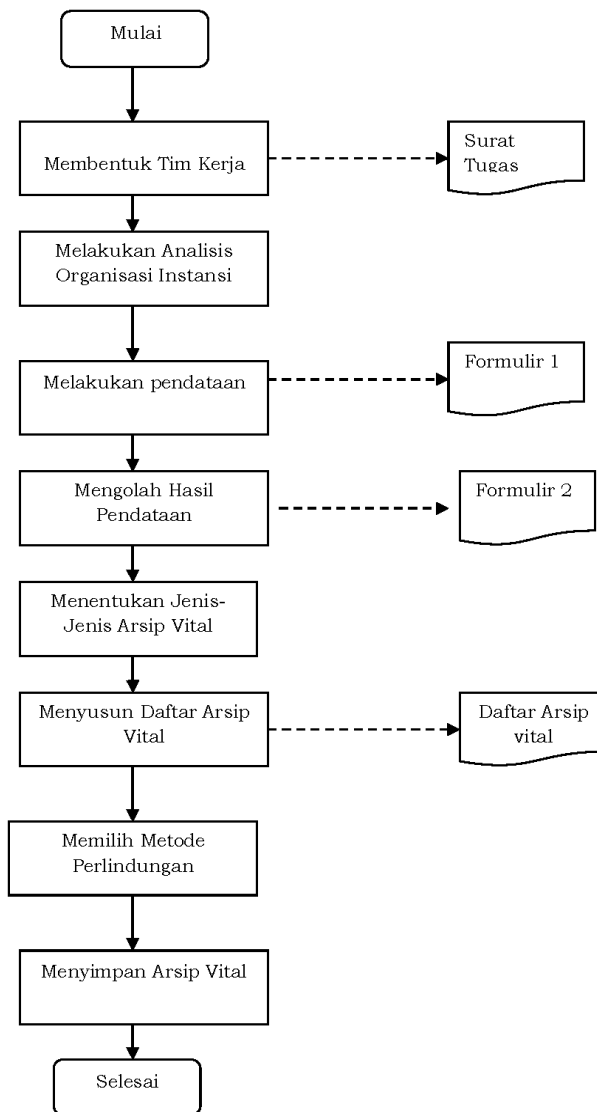 Mulai
Membentuk Tim Kerja
Surat
Tugas
Melakukan Analisis
Organisasi Instansi
Melakukan pendataan
Formulir 1
Mengolah Hasil
Pendataan
Formulir 2
Menentukan Jenis-
Jenis Arsip Vital
Menyusun Daftar Arsip
Vital
Daftar Arsip
vital
Memilih Metode
Perlindungan
Menyimpan Arsip Vital
Selesai